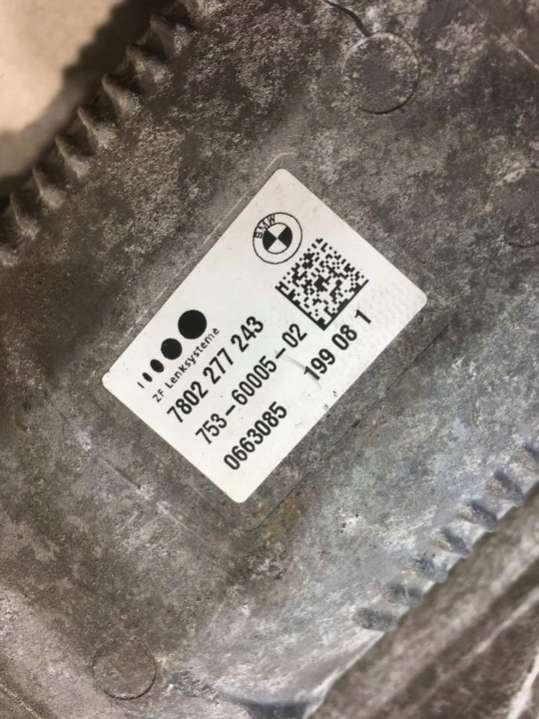 BMW
ZF Lenksysteme
7802 277 243
753-60005-02
0663085 199 08 1